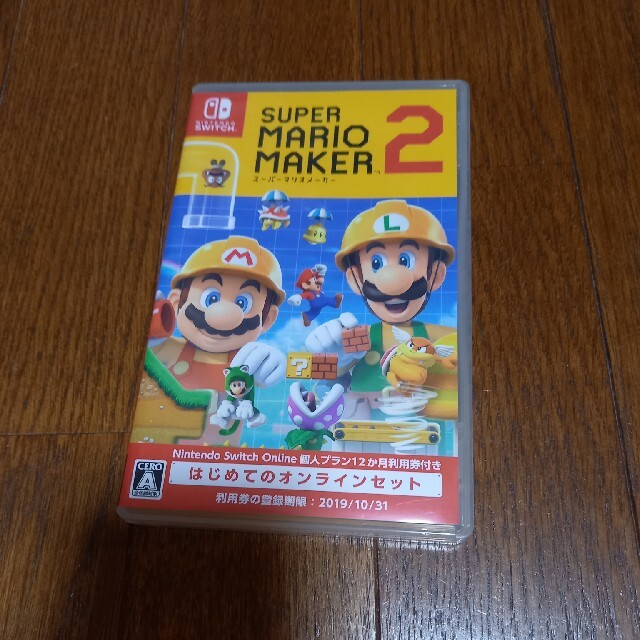 NINTENDO
SWITCH
SUPER
MARIO
MAKER 2
スーパーマリオメーカー
M
L
?
Nintendo Switch Online 個人プラン12か月利用券付き
はじめてのオンラインセット
利用券の登録期限：2019/10/31
CERO
A